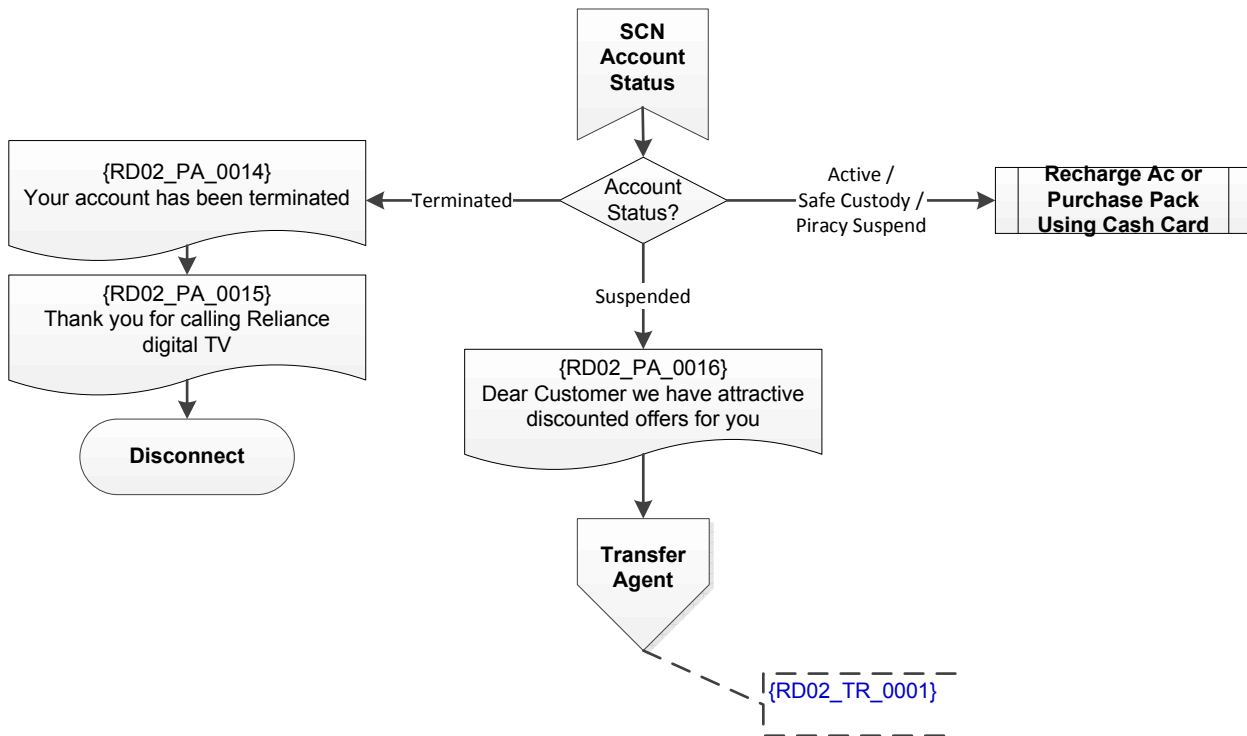 SCN
Account
Status
{RD02_PA_0014}
Your account has been terminated
Terminated
Account
Status?
Active /
Safe Custody /
Piracy Suspend
Recharge Ac or
Purchase Pack
Using Cash Card
{RD02_PA_0015}
Thank you for calling Reliance
digital TV
Suspended
{RD02_PA_0016}
Dear Customer we have attractive
discounted offers for you
Disconnect
Transfer
Agent
{RD02_TR_0001}